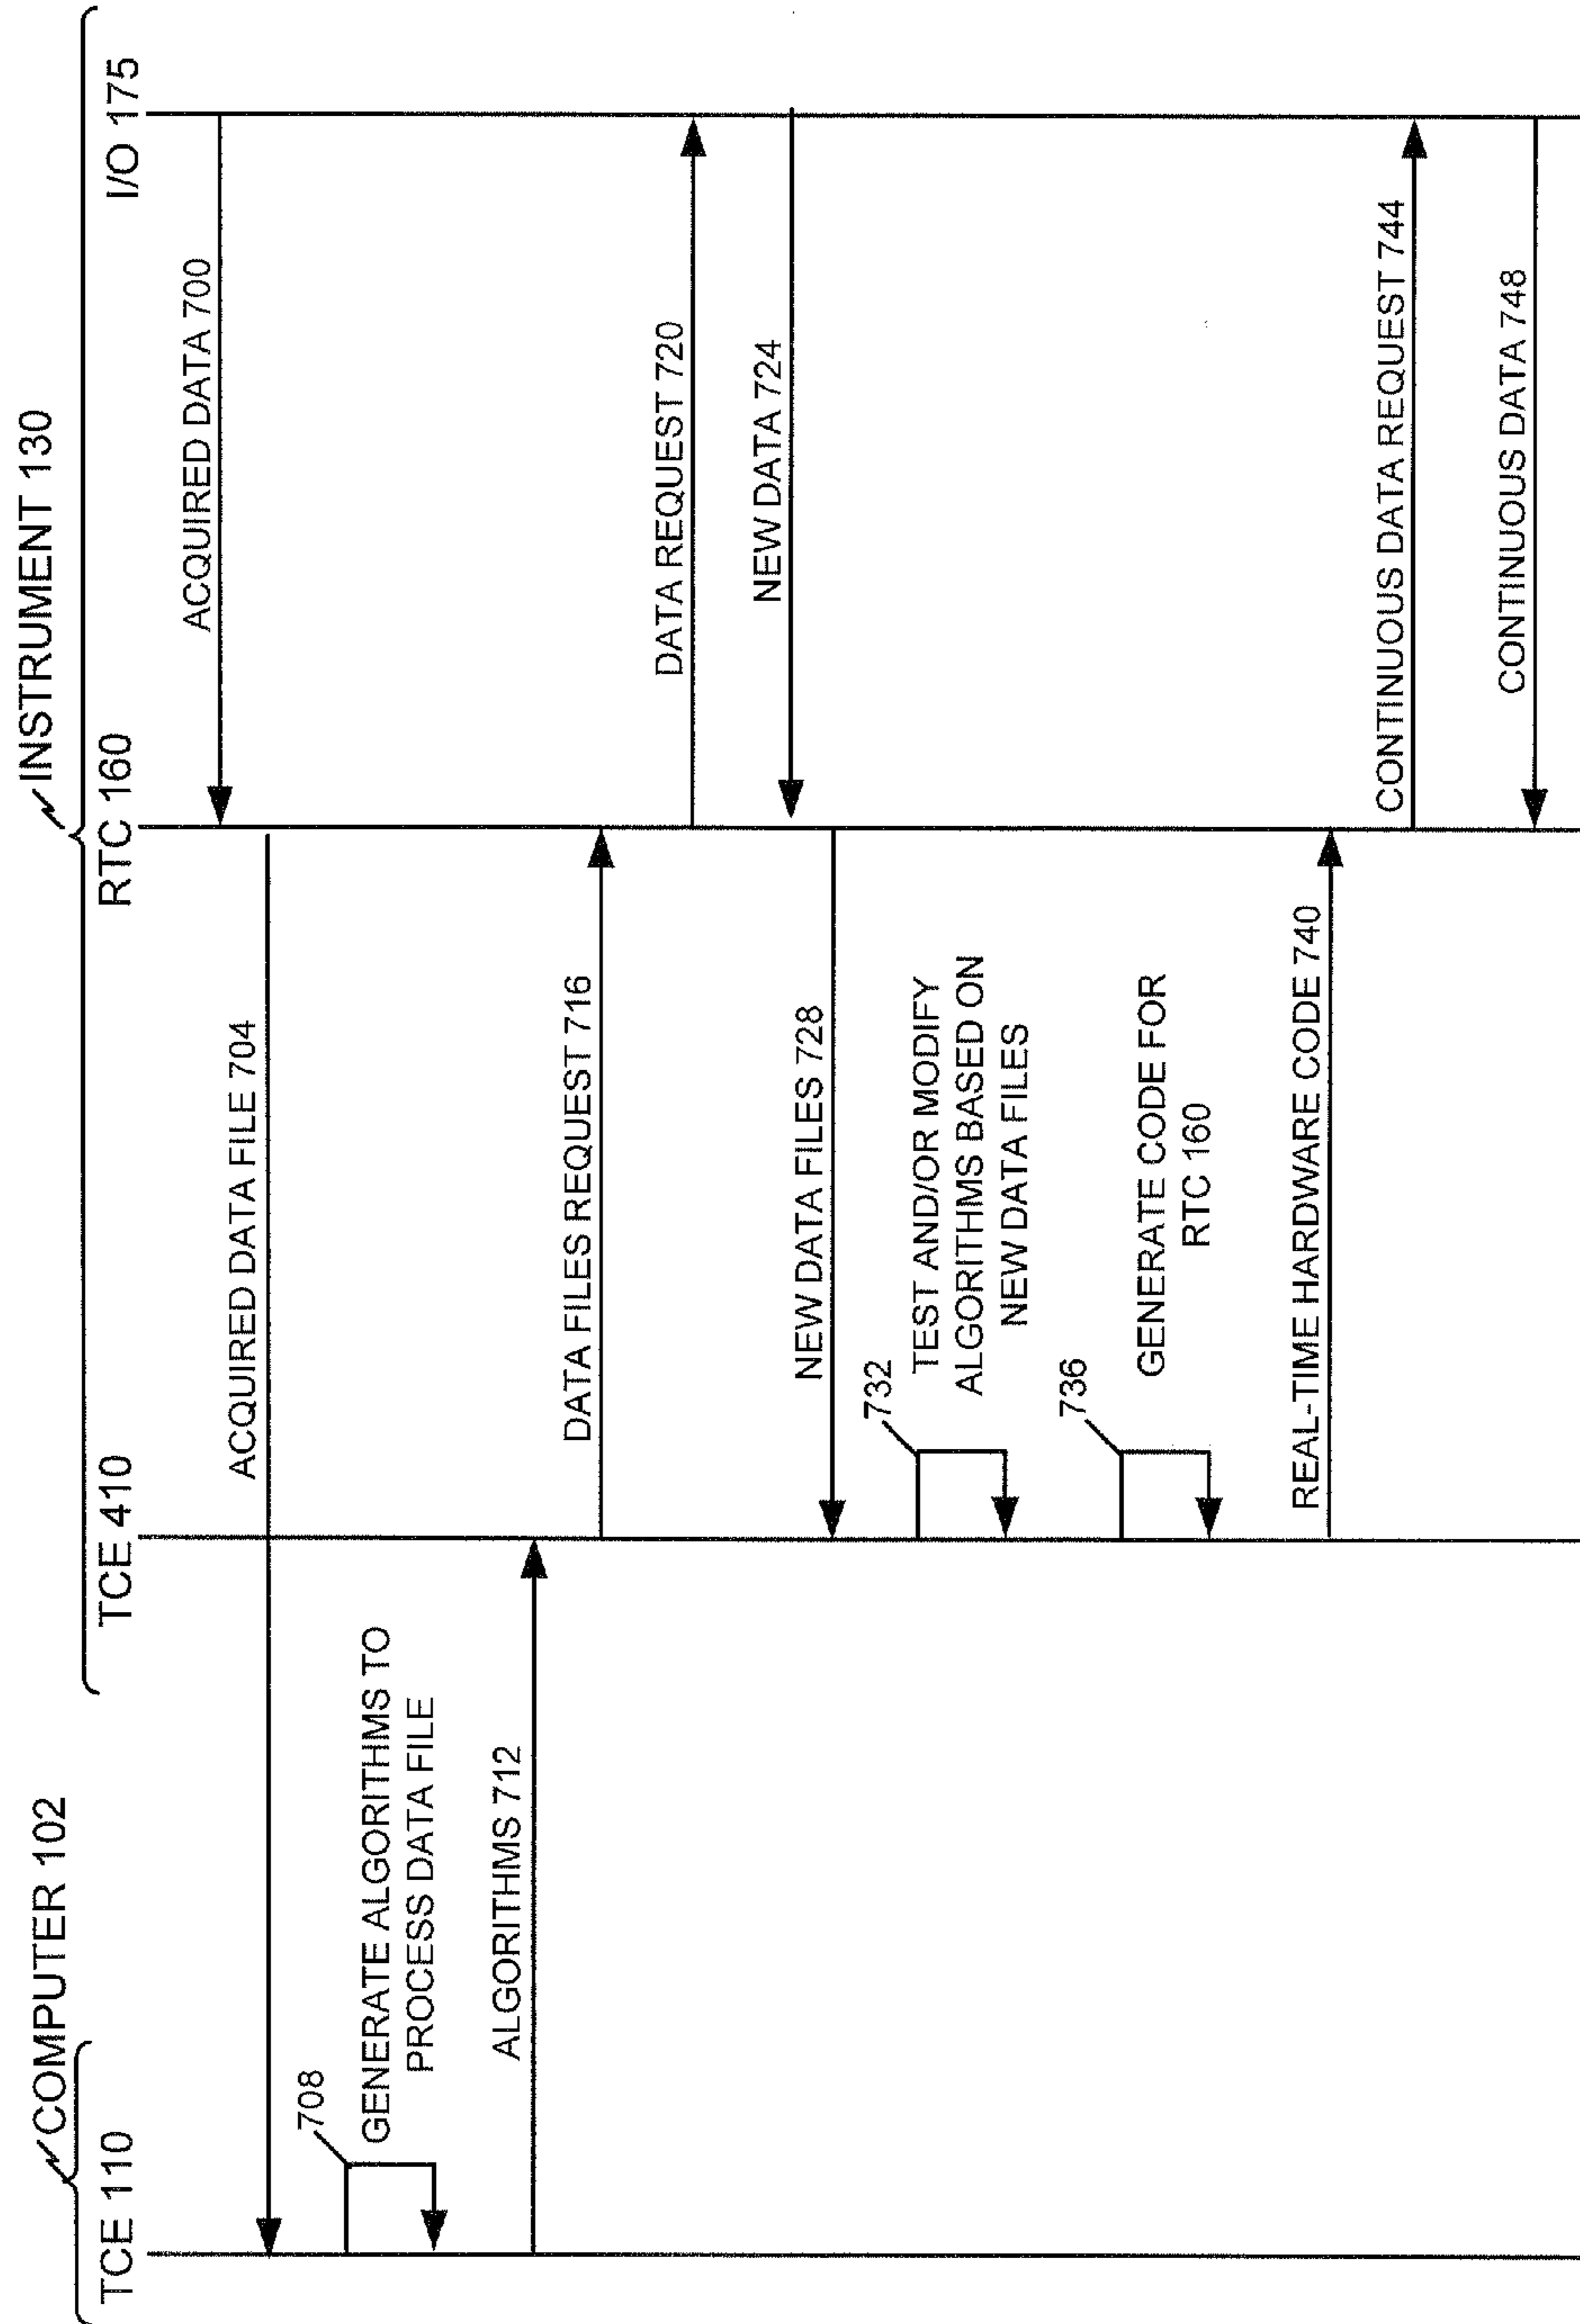 COMPUTER 102
INSTRUMENT 130
TCE 110
TCE 410
RTC 160
I/O 175
ACQUIRED DATA 700
ACQUIRED DATA FILE 704
708
GENERATE ALGORITHMS TO
PROCESS DATA FILE
ALGORITHMS 712
DATA FILES REQUEST 716
DATA REQUEST 720
NEW DATA 724
NEW DATA FILES 728
732
TEST AND/OR MODIFY
ALGORITHMS BASED ON
NEW DATA FILES
736
GENERATE CODE FOR
RTC 160
REAL-TIME HARDWARE CODE 740
CONTINUOUS DATA REQUEST 744
CONTINUOUS DATA 748